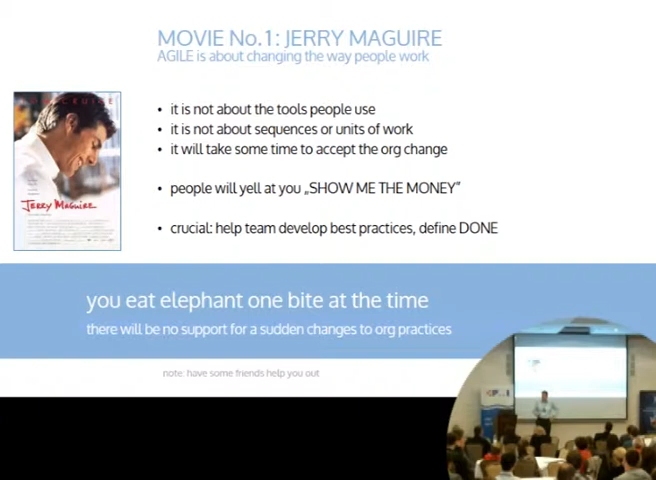 MOVIE No.1: JERRY MAGUIRE
AGILE is about changing the way people work
• it is not about the tools people use
• it is not about sequences or units of work
• it will take some time to accept the org change
• people will yell at you „SHOW ME THE MONEY"
• crucial: help team develop best practices, define DONE
Jerry Maguire
you eat elephant one bite at the time
there will be no support for a sudden changes to org practices
note: have some friends help you out